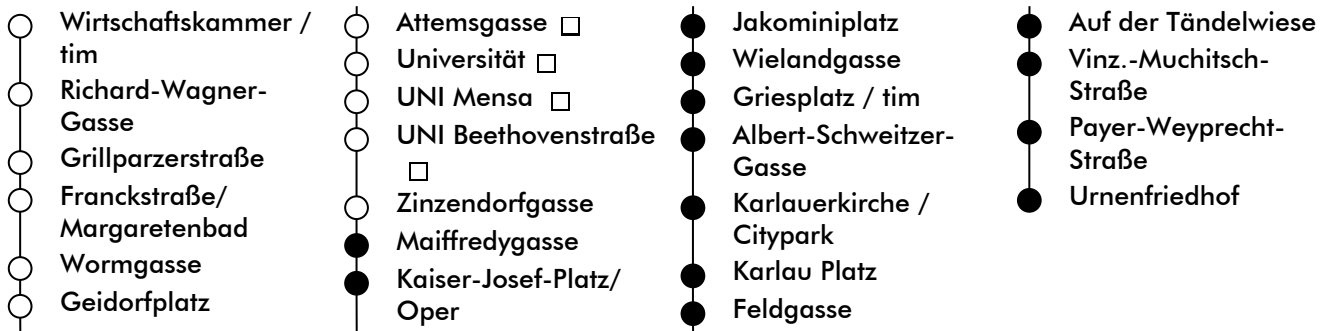 Wirtschaftskammer /
tim
Richard-Wagner-
Gasse
Grillparzerstraße
Franckstraße/
Margaretenbad
Wormgasse
Geidorfplatz
Attemsgasse □
Universität □
UNI Mensa □
UNI Beethovenstraße
□
Zinzendorfgasse
Maiffredygasse
Kaiser-Josef-Platz/
Oper
Jakominiplatz
Wielandgasse
Griesplatz / tim
Albert-Schweitzer-
Gasse
Karlauerkirche /
Citypark
Karlau Platz
Feldgasse
Auf der Tändelwiese
Vinz.-Muchitsch-
Straße
Payer-Weyprecht-
Straße
Urnenfriedhof